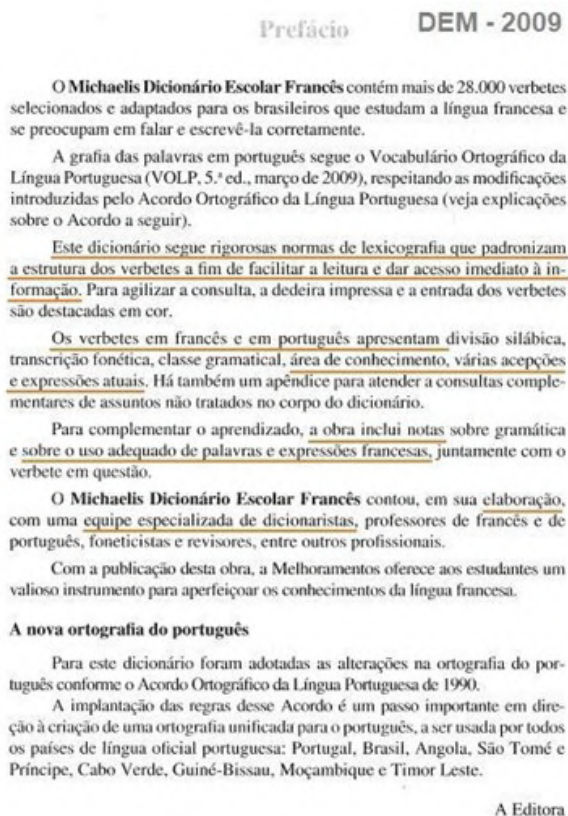 Prefácio DEM - 2009
O Michaelis Dicionário Escolar Francês contém mais de 28.000 verbetes
selecionados e adaptados para os brasileiros que estudam a língua francesa e
se preocupam em falar e escrevê-la corretamente.
A grafia das palavras em português segue o Vocabulário Ortográfico da
Língua Portuguesa (VOLP, 5.ª ed., março de 2009), respeitando as modificações
introduzidas pelo Acordo Ortográfico da Língua Portuguesa (veja explicações
sobre o Acordo a seguir).
Este dicionário segue rigorosas normas de lexicografia que padronizam
a estrutura dos verbetes a fim de facilitar a leitura e dar acesso imediato à in-
formação. Para agilizar a consulta, a dedeira impressa e a entrada dos verbetes
são destacadas em cor.
Os verbetes em francês e em português apresentam divisão silábica,
transcrição fonética, classe gramatical, área de conhecimento, várias acepções
e expressões atuais. Há também um apêndice para atender a consultas comple-
mentares de assuntos não tratados no corpo do dicionário.
Para complementar o aprendizado, a obra inclui notas sobre gramática
e sobre o uso adequado de palavras e expressões francesas, juntamente com o
verbete em questão.
O Michaelis Dicionário Escolar Francês contou, em sua elaboração,
com uma equipe especializada de dicionaristas, professores de francês e de
português, foneticistas e revisores, entre outros profissionais.
Com a publicação desta obra, a Melhoramentos oferece aos estudantes um
valioso instrumento para aperfeiçoar os conhecimentos da língua francesa.
A nova ortografia do português
Para este dicionário foram adotadas as alterações na ortografia do por-
tuguês conforme o Acordo Ortográfico da Língua Portuguesa de 1990.
A implantação das regras desse Acordo é um passo importante em dire-
ção à criação de uma ortografia unificada para o português, a ser usada por todos
os países de língua oficial portuguesa: Portugal, Brasil, Angola, São Tomé e
Príncipe, Cabo Verde, Guiné-Bissau, Moçambique e Timor Leste.
A Editora